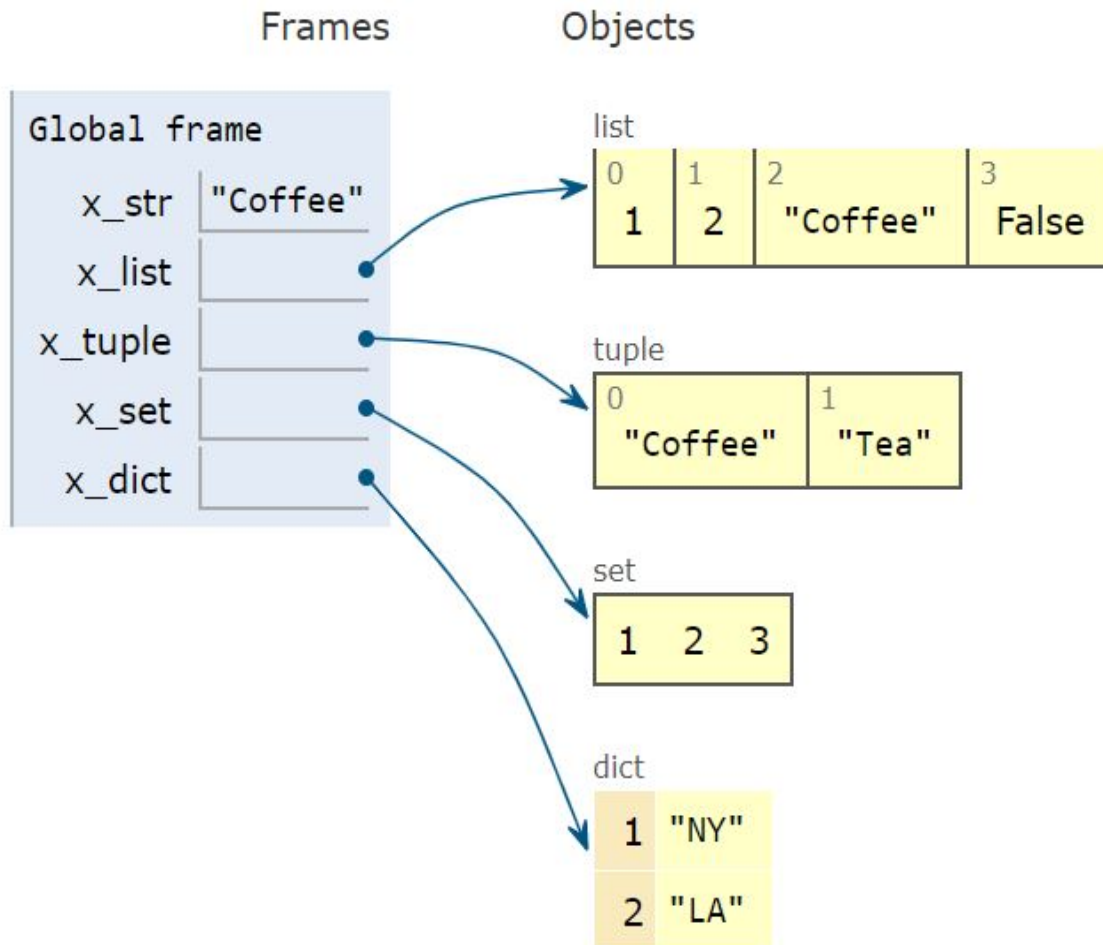 Frames Objects
Global frame
x_str "Coffee"
x_list
x_tuple
x_set
x_dict
list
0 1 2 3
1 2 "Coffee" False
tuple
0 1
"Coffee" "Tea"
set
1 2 3
dict
1 "NY"
2 "LA"